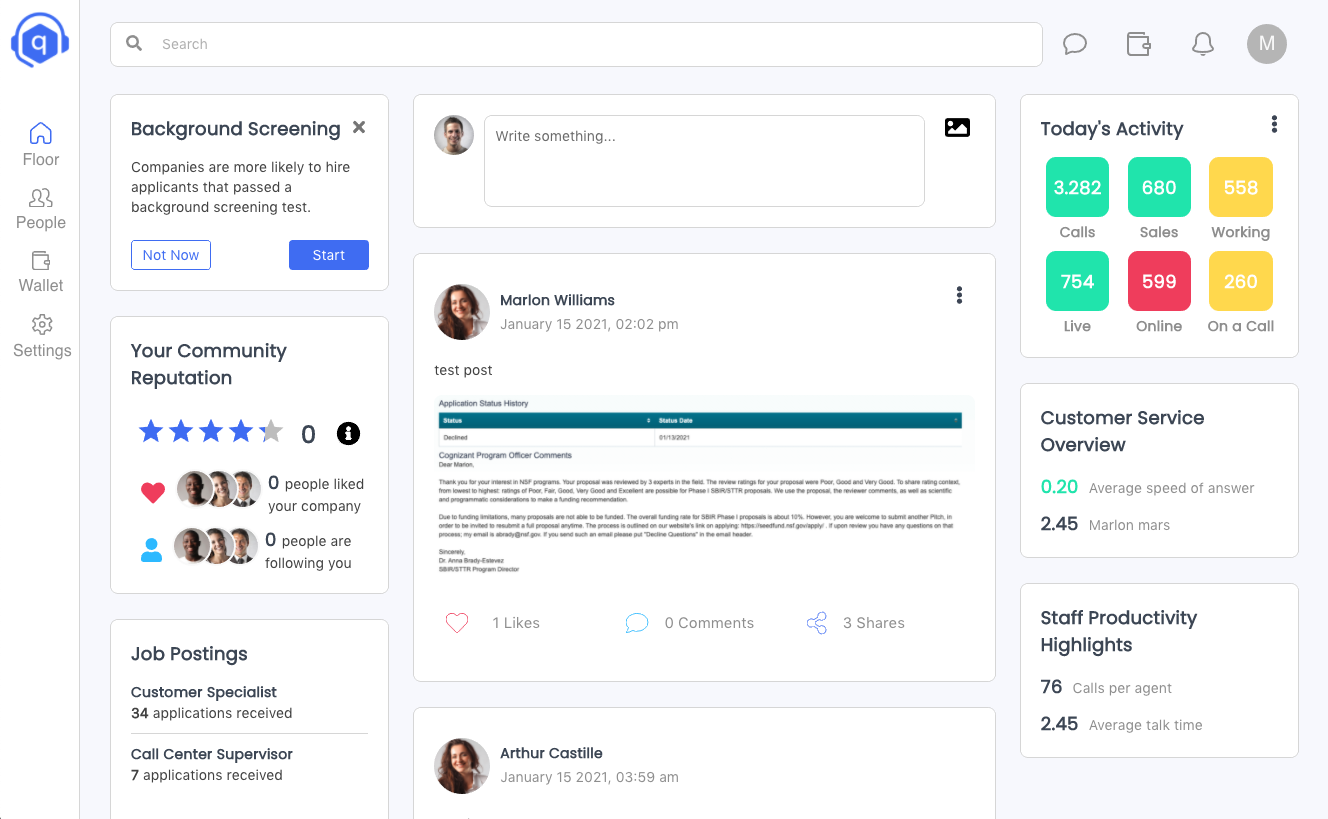 q
Search
M
Floor
People
Wallet
Settings
Background Screening
Companies are more likely to hire
applicants that passed a
background screening test.
Not Now
Start
Your Community
Reputation
0
0 people liked
your company
0 people are
following you
Job Postings
Customer Specialist
34 applications received
Call Center Supervisor
7 applications received
Write something...
Marlon Williams
January 15 2021, 02:02 pm
test post
Application Status History
Status
Status Date
Declined
01/13/2021
Cognizant Program Officer Comments
Dear Marlon,
Thank you for your interest in NSF programs. Your proposal was reviewed by 3 experts in the field. The review ratings for your proposal were Poor, Good and Very Good. To share rating context,
from lowest to highest: ratings of Poor, Fair, Good, Very Good and Excellent are possible for Phase I SBIR/STTR proposals. We use the proposal, the reviewer comments, as well as scientific
and programmatic considerations to make a funding recommendation.
Due to funding limitations, many proposals are not able to be funded. The overall funding rate for SBIR Phase I proposals is about 10%. However, you are welcome to submit another Pitch, in
order to be invited to resubmit a full proposal anytime. The process is outlined on our website's link on applying: https://seedfund.nsf.gov/apply/ . If upon review you have any questions on that
process; my email is abrady@nsf.gov. If you send such an email please put "Decline Questions" in the email header.
Sincerely,
Dr. Anna Brady-Estevez
SBIR/STTR Program Director
1 Likes
0 Comments
3 Shares
Arthur Castille
January 15 2021, 03:59 am
Today's Activity
3.282
680
558
Calls
Sales
Working
754
599
260
Live
Online
On a Call
Customer Service
Overview
0.20 Average speed of answer
2.45 Marlon mars
Staff Productivity
Highlights
76 Calls per agent
2.45 Average talk time